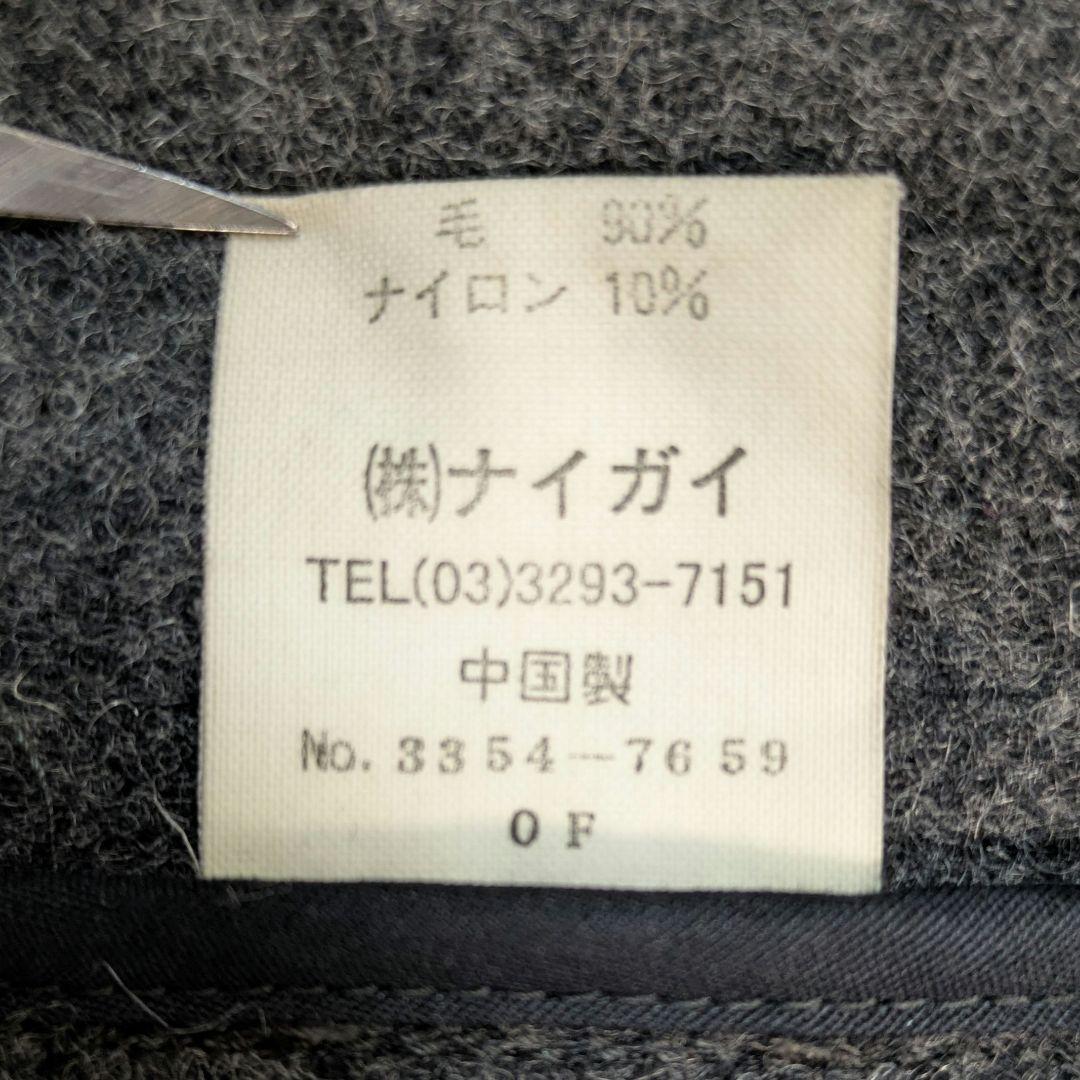 毛 90%
ナイロン 10%
㈱ナイガイ
TEL(03)3293-7151
中国製
No. 3354-7659
0F